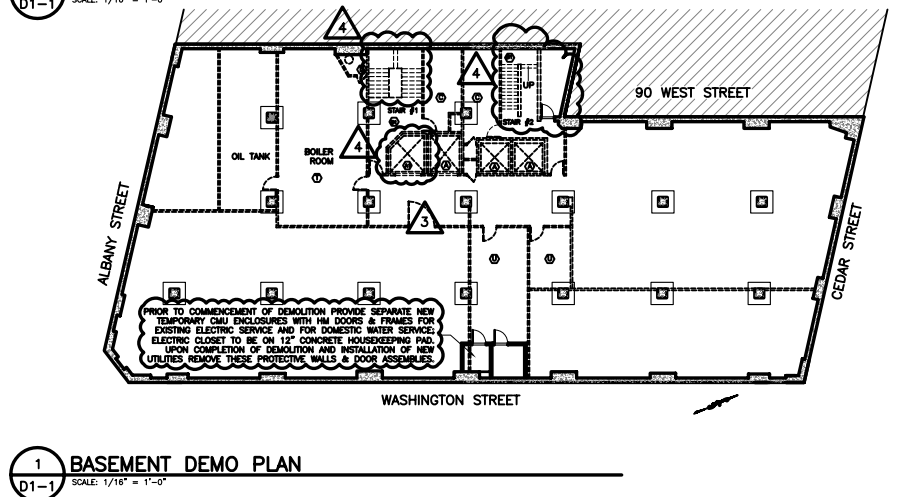 D1-1
SCALE: 1/16" = 1'-0"
4
4
UP
90 WEST STREET
STAIR #1
STAIR #2
OIL TANK
BOILER
ROOM
4
3
ALBANY STREET
CEDAR STREET
PRIOR TO COMMENCEMENT OF DEMOLITION PROVIDE SEPARATE NEW
TEMPORARY CMU ENCLOSURES WITH HM DOORS & FRAMES FOR
EXISTING ELECTRIC SERVICE AND FOR DOMESTIC WATER SERVICE;
ELECTRIC CLOSET TO BE ON 12" CONCRETE HOUSEKEEPING PAD.
UPON COMPLETION OF DEMOLITION AND INSTALLATION OF NEW
UTILITIES REMOVE THESE PROTECTIVE WALLS & DOOR ASSEMBLIES.
WASHINGTON STREET
1
D1-1
BASEMENT DEMO PLAN
SCALE: 1/16" = 1'-0"